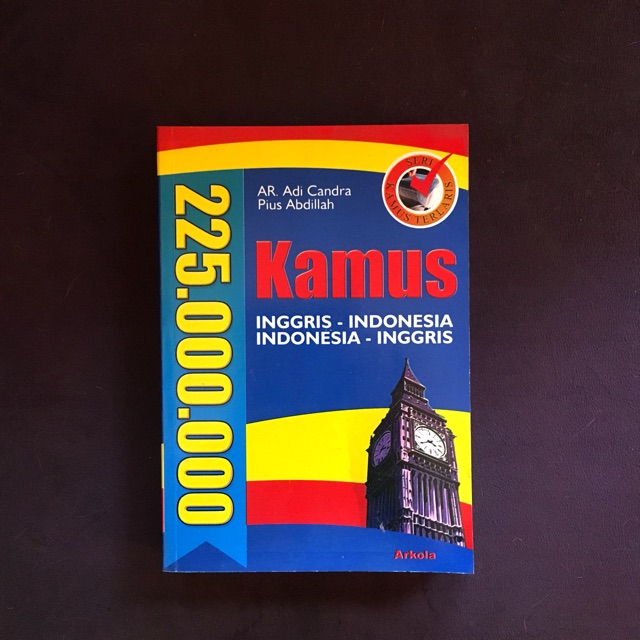 AR. Adi Candra
Pius Abdillah
SERI
KAMUS TERLARIS
225.000.000
Kamus
INGGRIS - INDONESIA
INDONESIA - INGGRIS
Arkola